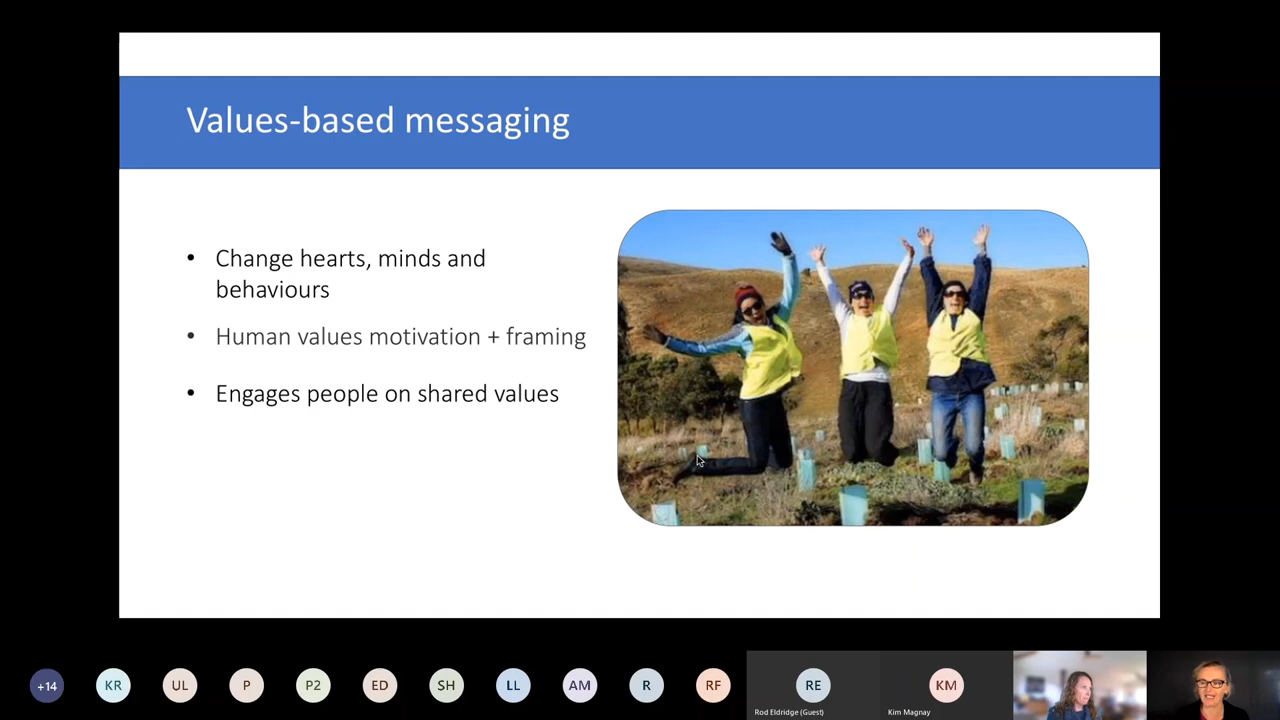 Values-based messaging
• Change hearts, minds and
behaviours
• Human values motivation + framing
• Engages people on shared values
+14
KR
UL
P
P2
ED
SH
LL
AM
R
RF
RE
KM
Rod Eldridge (Guest)
Kim Magnay